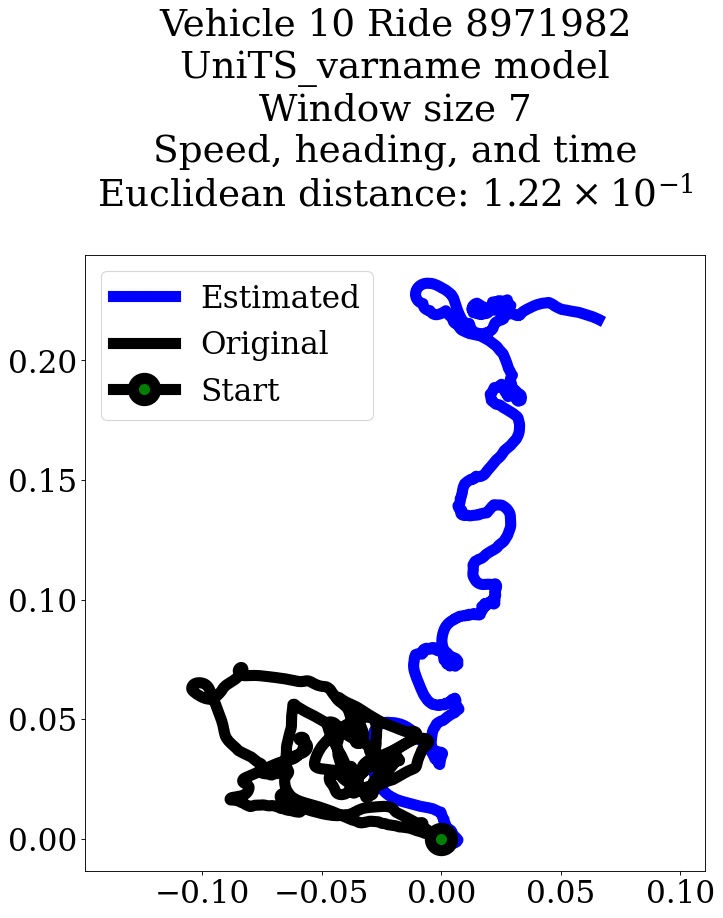 Vehicle 10 Ride 8971982
UniTS_varname model
Window size 7
Speed, heading, and time
Euclidean distance: $1.22 \times 10^{-1}$
Estimated
Original
Start
0.20
0.15
0.10
0.05
0.00
−0.10 −0.05 0.00 0.05 0.10